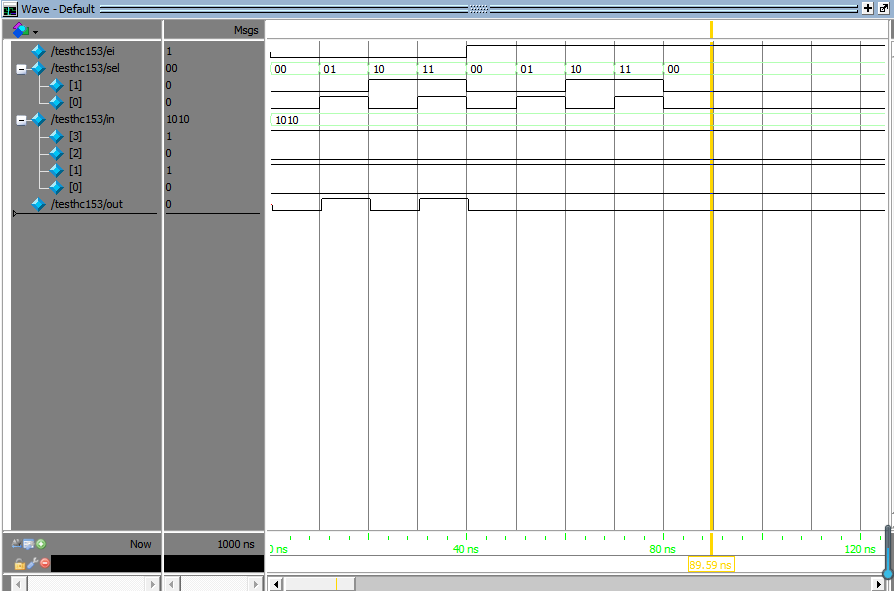 Wave - Default
Msgs
/testhc153/ei 1
/testhc153/sel 00 00 01 10 11 00 01 10 11 00
[1] 0
[0] 0
/testhc153/in 1010 1010
[3] 1
[2] 0
[1] 1
[0] 0
/testhc153/out 0
Now 1000 ns 0 ns 40 ns 80 ns 120 ns
89.59 ns